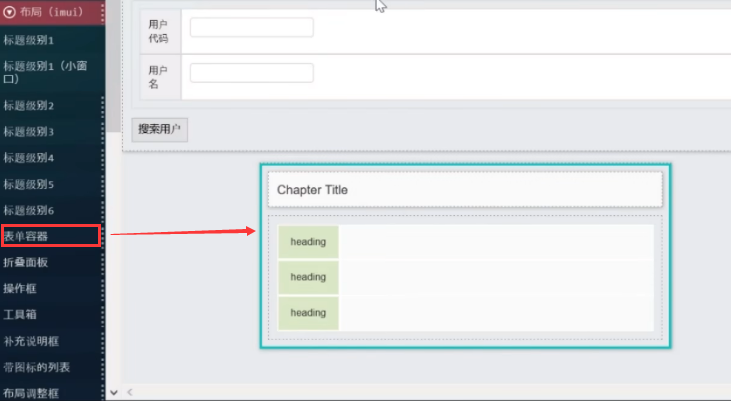 布局 (imui)
标题级别1
标题级别1（小窗
口）
标题级别2
标题级别3
标题级别4
标题级别5
标题级别6
表单容器
折叠面板
操作框
工具箱
补充说明框
带图标的列表
布局调整框
用户
代码
用户
名
搜索用户
Chapter Title
heading
heading
heading